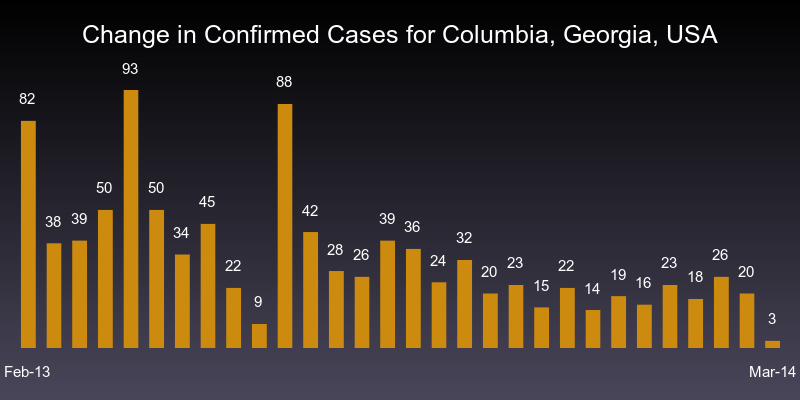 Change in Confirmed Cases for Columbia, Georgia, USA
82 38 39 50 93 50 34 45 22 9 88 42 28 26 39 36 24 32 20 23 15 22 14 19 16 23 18 26 20 3
Feb-13 Mar-14